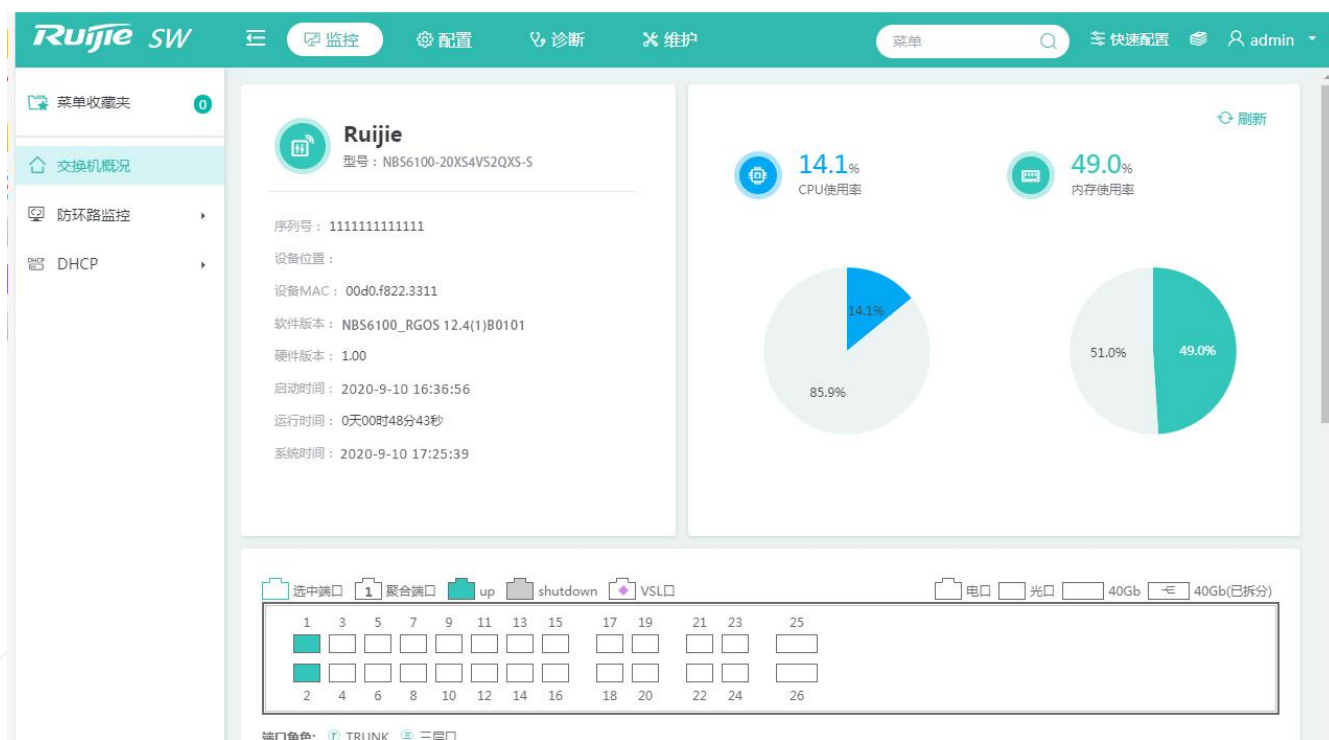 Ruijie SW 监控 配置 诊断 维护 菜单 快速配置 admin
菜单收藏夹 0
交换机概况
防环路监控
DHCP
Ruijie
型号：NBS6100-20XS4VS2QXS-S
序列号：1111111111111
设备位置：
设备MAC：00d0.f822.3311
软件版本：NBS6100_RGOS 12.4(1)B0101
硬件版本：1.00
启动时间：2020-9-10 16:36:56
运行时间：0天00时48分43秒
系统时间：2020-9-10 17:25:39
刷新
14.1%
CPU使用率
49.0%
内存使用率
14.1%
85.9%
51.0%
49.0%
选中端口 1 聚合端口 up shutdown VSL口 电口 光口 40Gb 40Gb(已拆分)
1 3 5 7 9 11 13 15 17 19 21 23 25
2 4 6 8 10 12 14 16 18 20 22 24 26
端口角色: T TRUNK 三 三层口